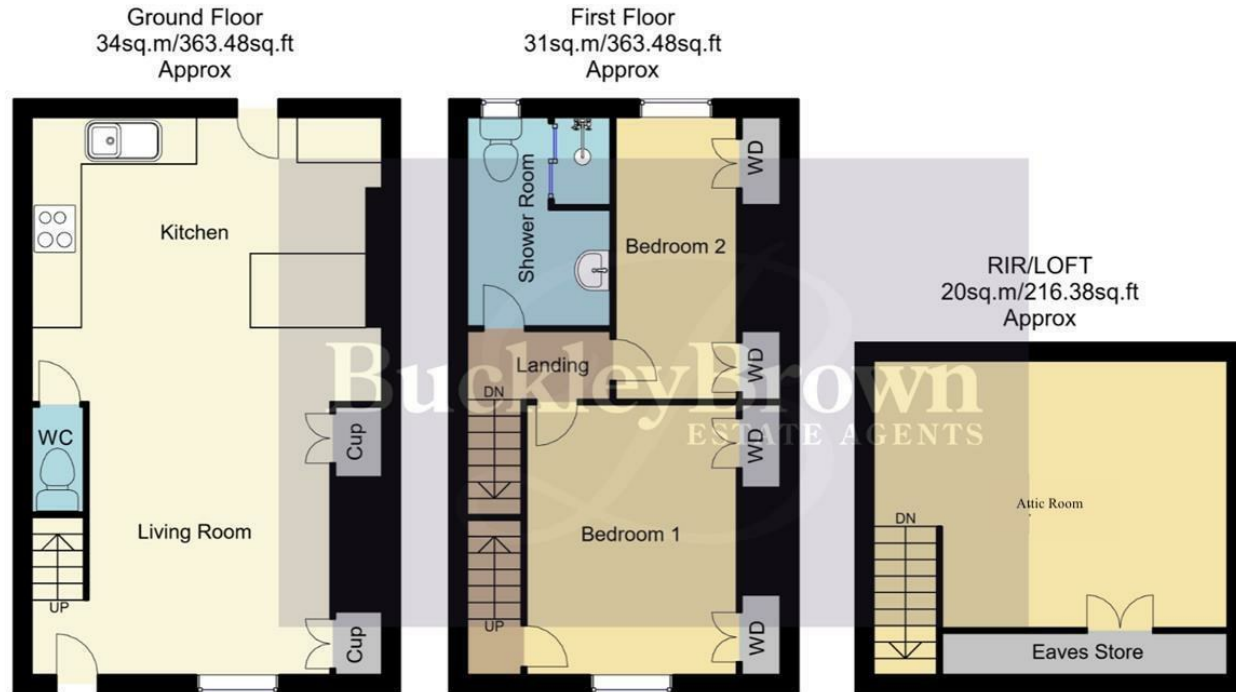 Ground Floor
34sq.m/363.48sq.ft
Approx
Kitchen
WC
Cup
Living Room
UP
Cup
First Floor
31sq.m/363.48sq.ft
Approx
WD
Shower Room
Bedroom 2
Landing
WD
DN
WD
Bedroom 1
UP
WD
RIR/LOFT
20sq.m/216.38sq.ft
Approx
Attic Room
DN
Eaves Store
BuckleyBrown
ESTATE AGENTS